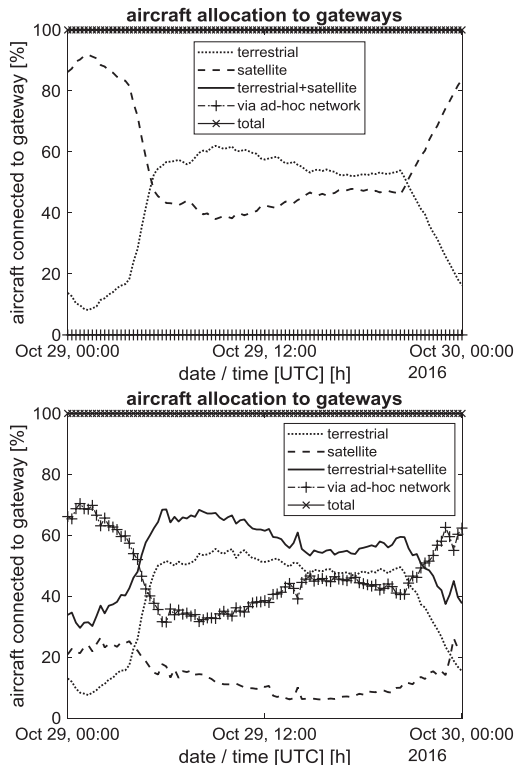 aircraft allocation to gateways
100
80
60
40
20
0
aircraft connected to gateway [%]
terrestrial
satellite
terrestrial+satellite
via ad-hoc network
total
Oct 29, 00:00 Oct 29, 12:00 Oct 30, 00:00
date / time [UTC] [h] 2016
aircraft allocation to gateways
100
80
60
40
20
0
aircraft connected to gateway [%]
terrestrial
satellite
terrestrial+satellite
via ad-hoc network
total
Oct 29, 00:00 Oct 29, 12:00 Oct 30, 00:00
date / time [UTC] [h] 2016